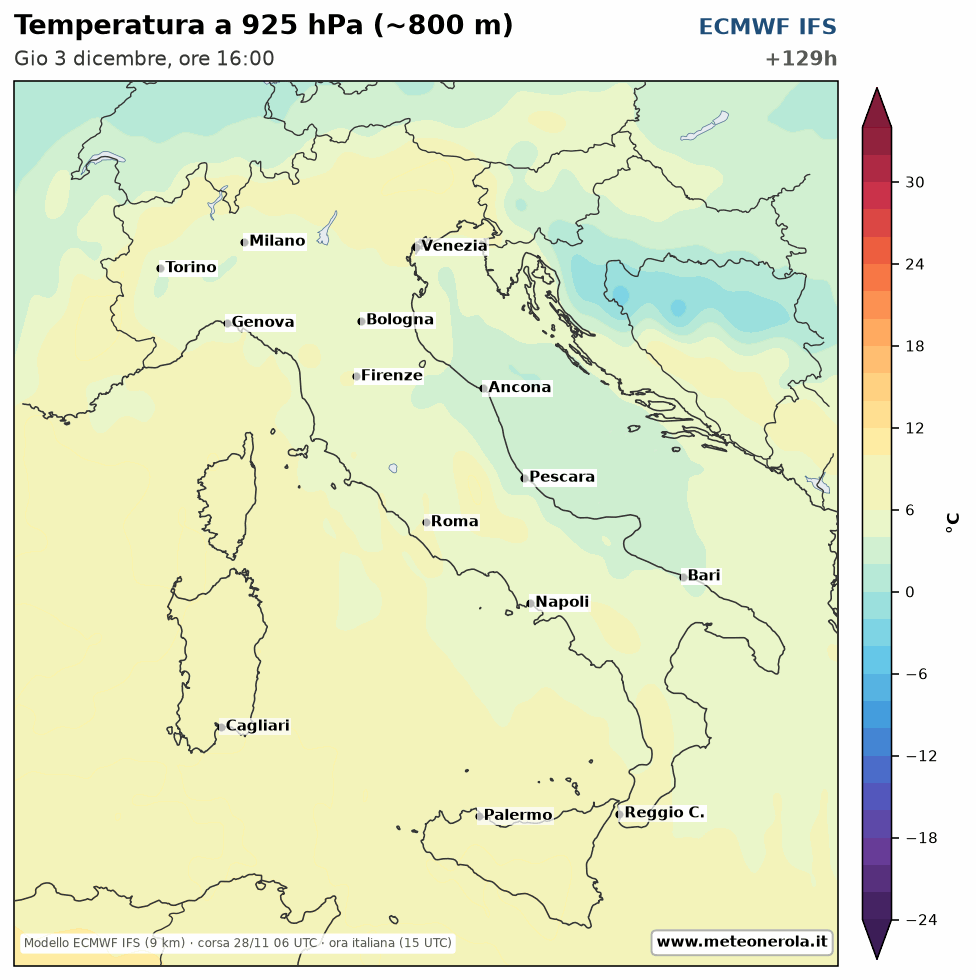 Temperatura a 925 hPa (~800 m)
ECMWF IFS
Gio 3 dicembre, ore 16:00
+129h
Milano
Venezia
Torino
Genova
Bologna
Firenze
Ancona
Pescara
Roma
Bari
Napoli
Cagliari
Palermo
Reggio C.
30
24
18
12
6
0
−6
−12
−18
−24
°C
Modello ECMWF IFS (9 km) · corsa 28/11 06 UTC · ora italiana (15 UTC)
www.meteonerola.it